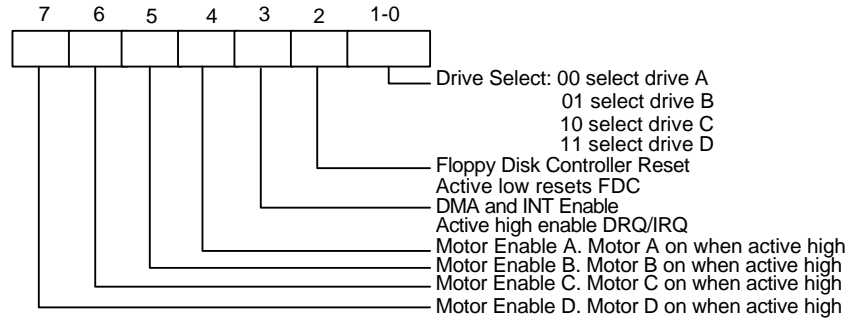 7 6 5 4 3 2 1-0
Drive Select: 00 select drive A
01 select drive B
10 select drive C
11 select drive D
Floppy Disk Controller Reset
Active low resets FDC
DMA and INT Enable
Active high enable DRQ/IRQ
Motor Enable A. Motor A on when active high
Motor Enable B. Motor B on when active high
Motor Enable C. Motor C on when active high
Motor Enable D. Motor D on when active high